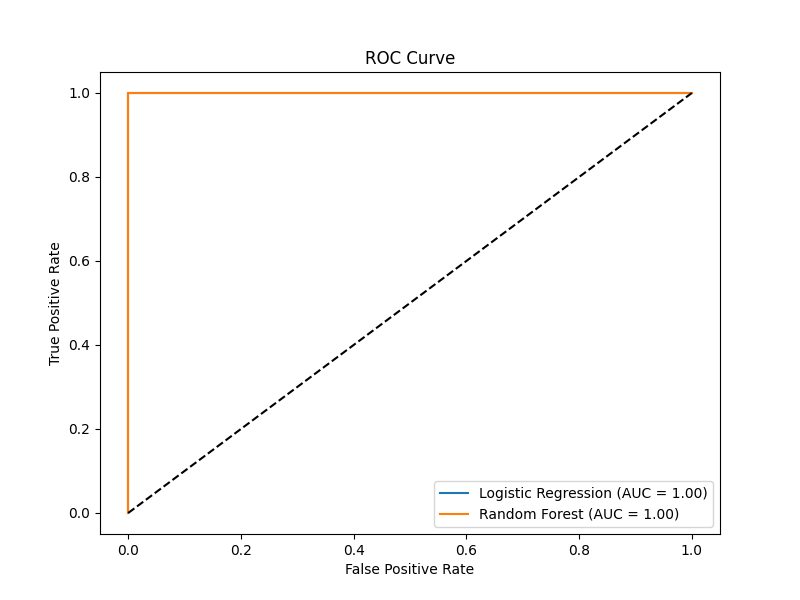 ROC Curve
True Positive Rate
1.0
0.8
0.6
0.4
0.2
0.0
0.0 0.2 0.4 0.6 0.8 1.0
False Positive Rate
Logistic Regression (AUC = 1.00)
Random Forest (AUC = 1.00)